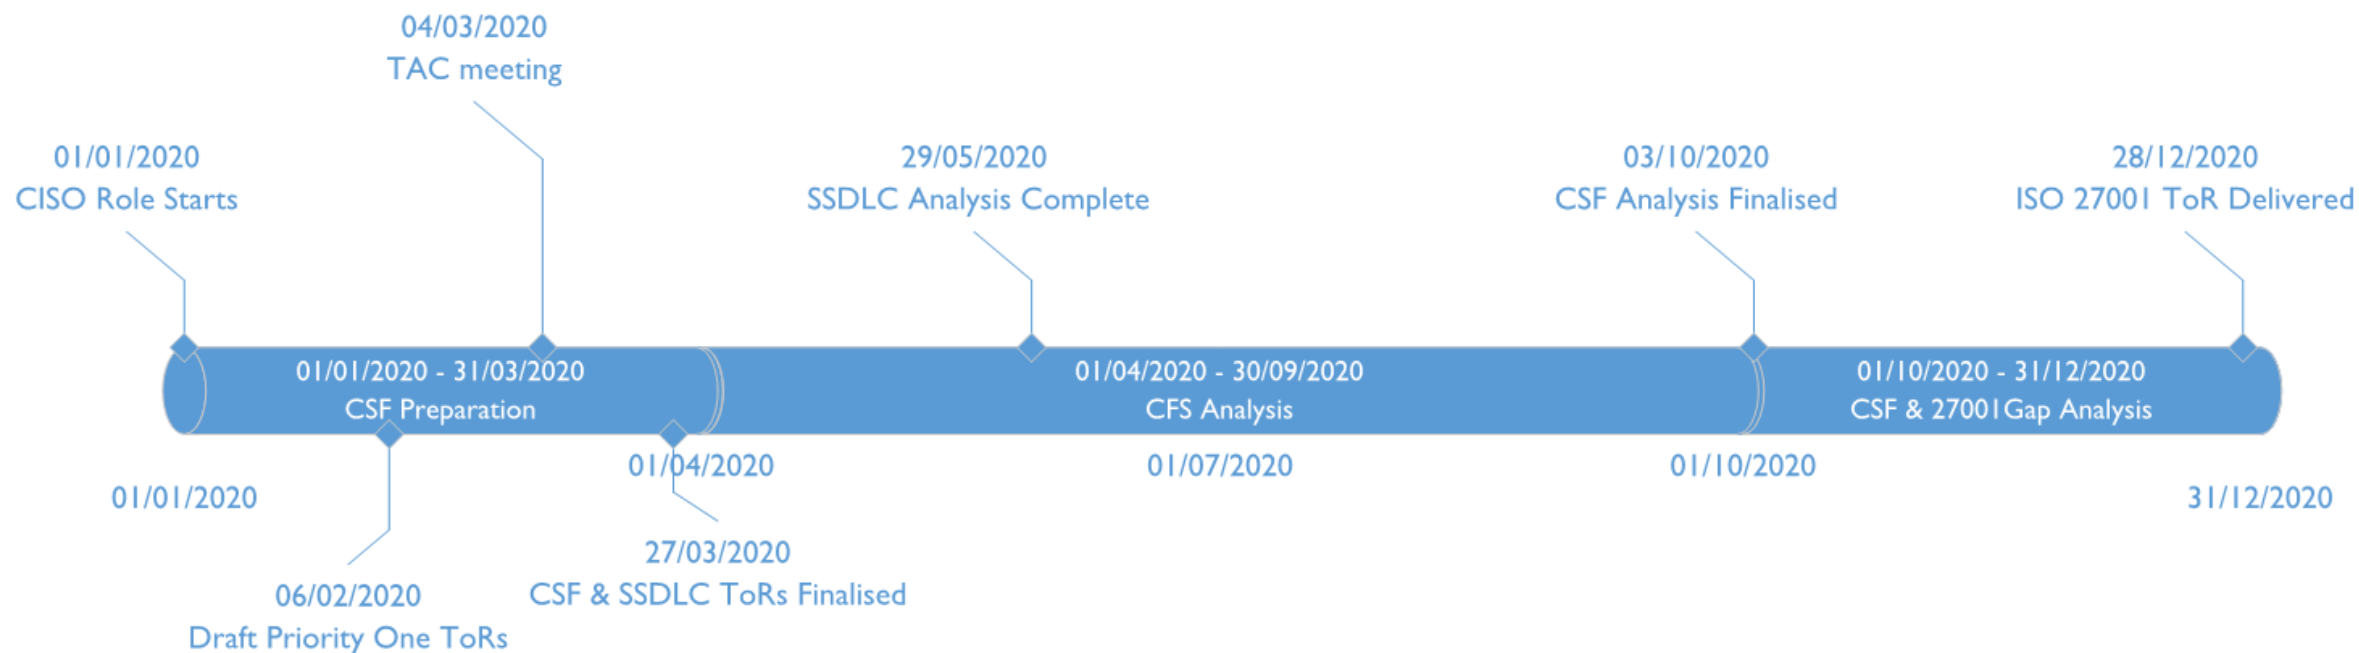 04/03/2020
TAC meeting
01/01/2020
CISO Role Starts
29/05/2020
SSDLC Analysis Complete
03/10/2020
CSF Analysis Finalised
28/12/2020
ISO 27001 ToR Delivered
01/01/2020 - 31/03/2020
CSF Preparation
01/04/2020 - 30/09/2020
CFS Analysis
01/10/2020 - 31/12/2020
CSF & 27001Gap Analysis
01/01/2020
01/04/2020
01/07/2020
01/10/2020
31/12/2020
06/02/2020
Draft Priority One ToRs
27/03/2020
CSF & SSDLC ToRs Finalised